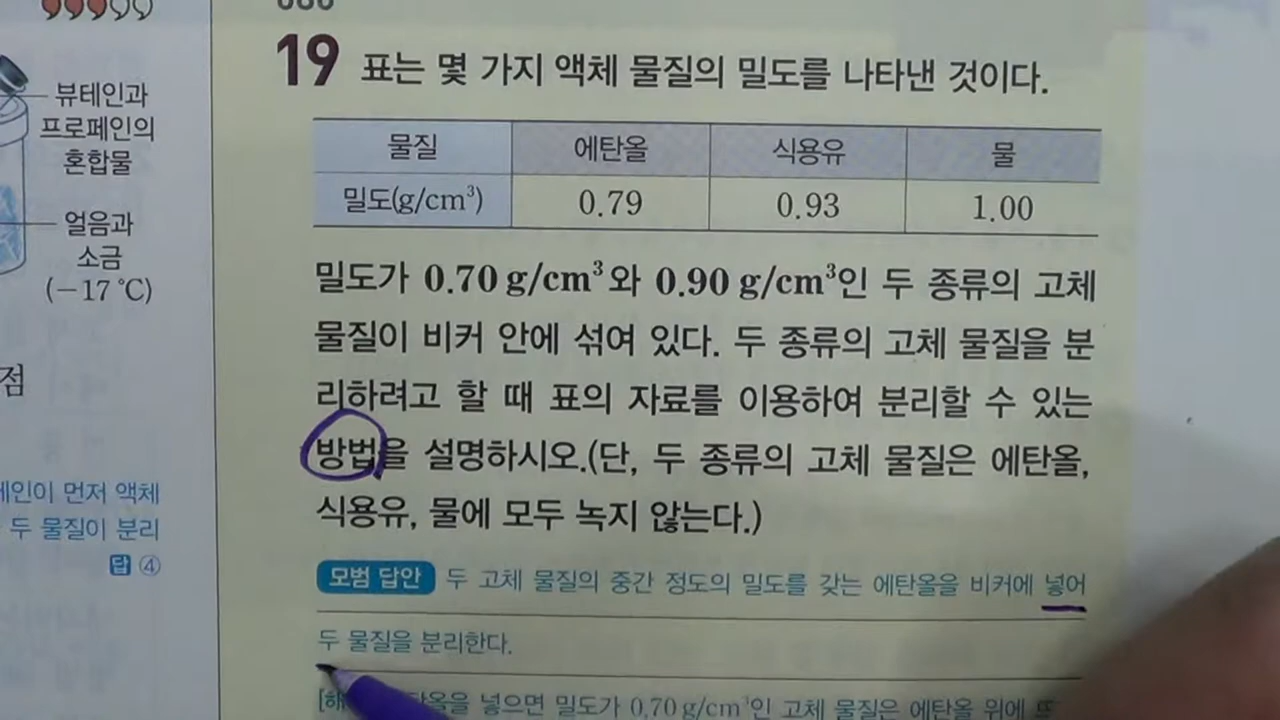 19 표는 몇 가지 액체 물질의 밀도를 나타낸 것이다.
물질 에탄올 식용유 물
밀도(g/cm³) 0.79 0.93 1.00
밀도가 0.70 g/cm³와 0.90 g/cm³인 두 종류의 고체
물질이 비커 안에 섞여 있다. 두 종류의 고체 물질을 분
리하려고 할 때 표의 자료를 이용하여 분리할 수 있는
방법을 설명하시오.(단, 두 종류의 고체 물질은 에탄올,
식용유, 물에 모두 녹지 않는다.)
모범 답안 두 고체 물질의 중간 정도의 밀도를 갖는 에탄올을 비커에 넣어
두 물질을 분리한다.
넣으면 밀도가 0.70 g/cm³인 고체 물질은 에탄올 위에
뷰테인과
프로페인의
혼합물
얼음과
소금
(−17 ℃)
점
먼저 액체
두 물질이 분리
답 ④